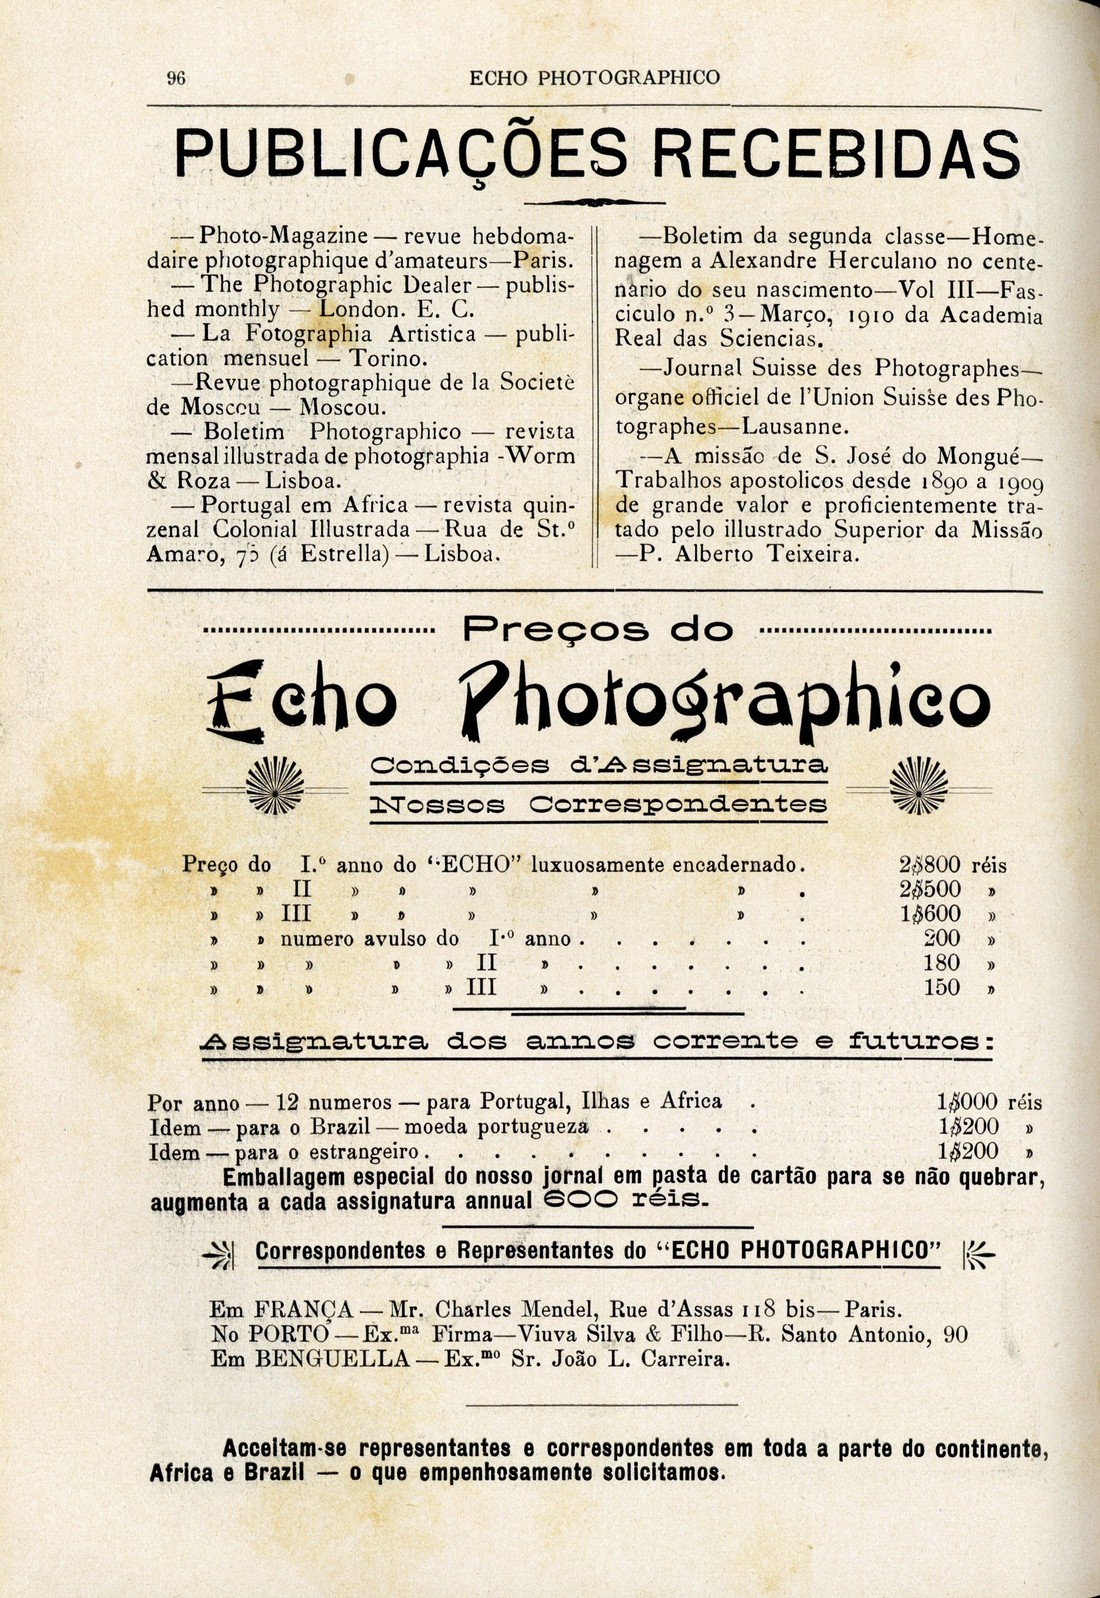 96
ECHO PHOTOGRAPHICO
PUBLICAÇÕES RECEBIDAS
— Photo-Magazine — revue hebdoma-
daire photographique d'amateurs—Paris.
— The Photographic Dealer — publis-
hed monthly — London. E. C.
— La Fotographia Artistica — publi-
cation mensuel — Torino.
—Revue photographique de la Societè
de Moscou — Moscou.
— Boletim Photographico — revista
mensal illustrada de photographia -Worm
& Roza — Lisboa.
— Portugal em Africa — revista quin-
zenal Colonial Illustrada — Rua de St.º
Amaro, 75 (á Estrella) — Lisboa.
—Boletim da segunda classe—Home-
nagem a Alexandre Herculano no cente-
nario do seu nascimento—Vol III—Fas-
ciculo n.º 3—Março, 1910 da Academia
Real das Sciencias.
—Journal Suisse des Photographes—
organe officiel de l'Union Suisse des Pho-
tographes—Lausanne.
—A missão de S. José do Mongué—
Trabalhos apostolicos desde 1890 a 1909
de grande valor e proficientemente tra-
tado pelo illustrado Superior da Missão
—P. Alberto Teixeira.
Preços do
Echo Photographico
Condições d'Assignatura
Nossos Correspondentes
Preço do I.º anno do “ECHO” luxuosamente encadernado. 2$800 réis
» » II » » » » » . 2$500 »
» » III » » » » » . 1$600 »
» » numero avulso do I.º anno . . . . . . . 200 »
» » » » » II » . . . . . . . 180 »
» » » » » III » . . . . . . . 150 »
Assignatura dos annos corrente e futuros:
Por anno — 12 numeros — para Portugal, Ilhas e Africa . 1$000 réis
Idem — para o Brazil — moeda portugueza . . . . . 1$200 »
Idem — para o estrangeiro. . . . . . . . . . 1$200 »
Emballagem especial do nosso jornal em pasta de cartão para se não quebrar,
augmenta a cada assignatura annual 600 réis.
Correspondentes e Representantes do “ECHO PHOTOGRAPHICO”
Em FRANÇA — Mr. Charles Mendel, Rue d'Assas 118 bis— Paris.
No PORTO — Ex.ma Firma—Viuva Silva & Filho—R. Santo Antonio, 90
Em BENGUELLA — Ex.mo Sr. João L. Carreira.
Acceitam-se representantes e correspondentes em toda a parte do continente,
Africa e Brazil — o que empenhosamente solicitamos.